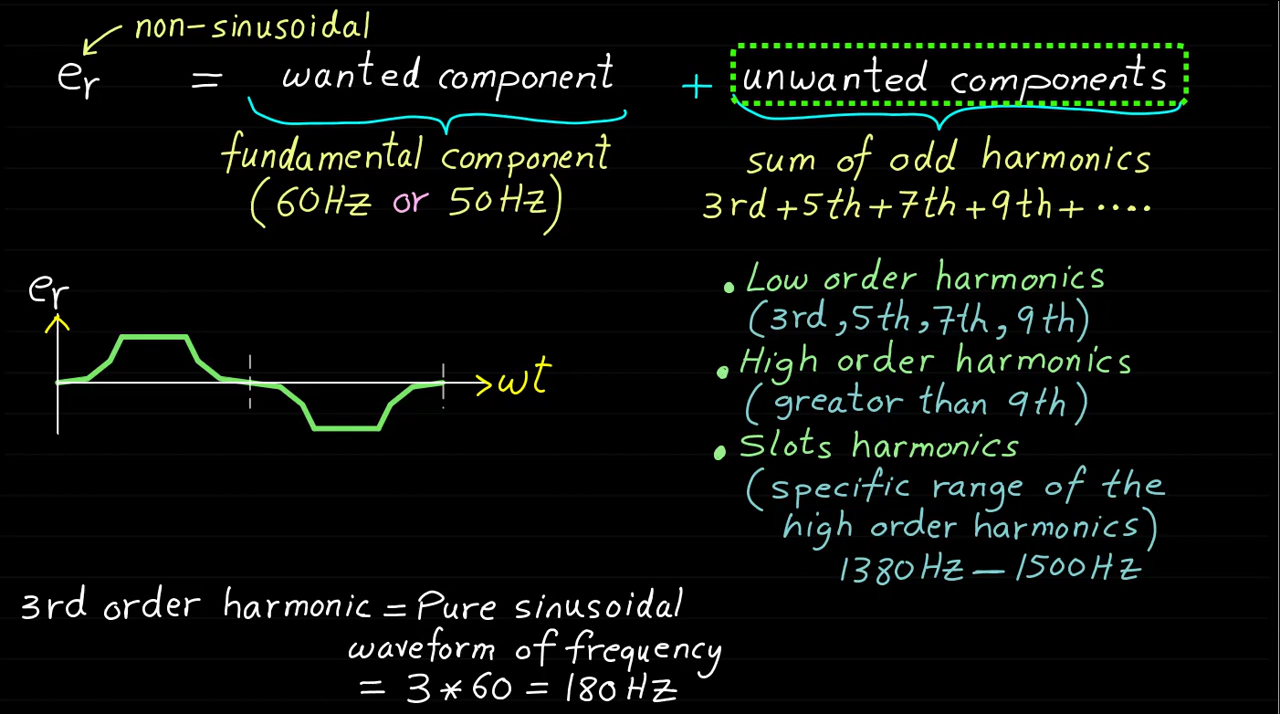 non-sinusoidal
er = wanted component + unwanted components
fundamental component
(60Hz or 50Hz)
sum of odd harmonics
3rd+5th+7th+9th+....
er
ωt
• Low order harmonics
(3rd, 5th, 7th, 9th)
• High order harmonics
(greator than 9th)
• Slots harmonics
(specific range of the
high order harmonics)
1380Hz – 1500Hz
3rd order harmonic = Pure sinusoidal
waveform of frequency
= 3*60 = 180Hz